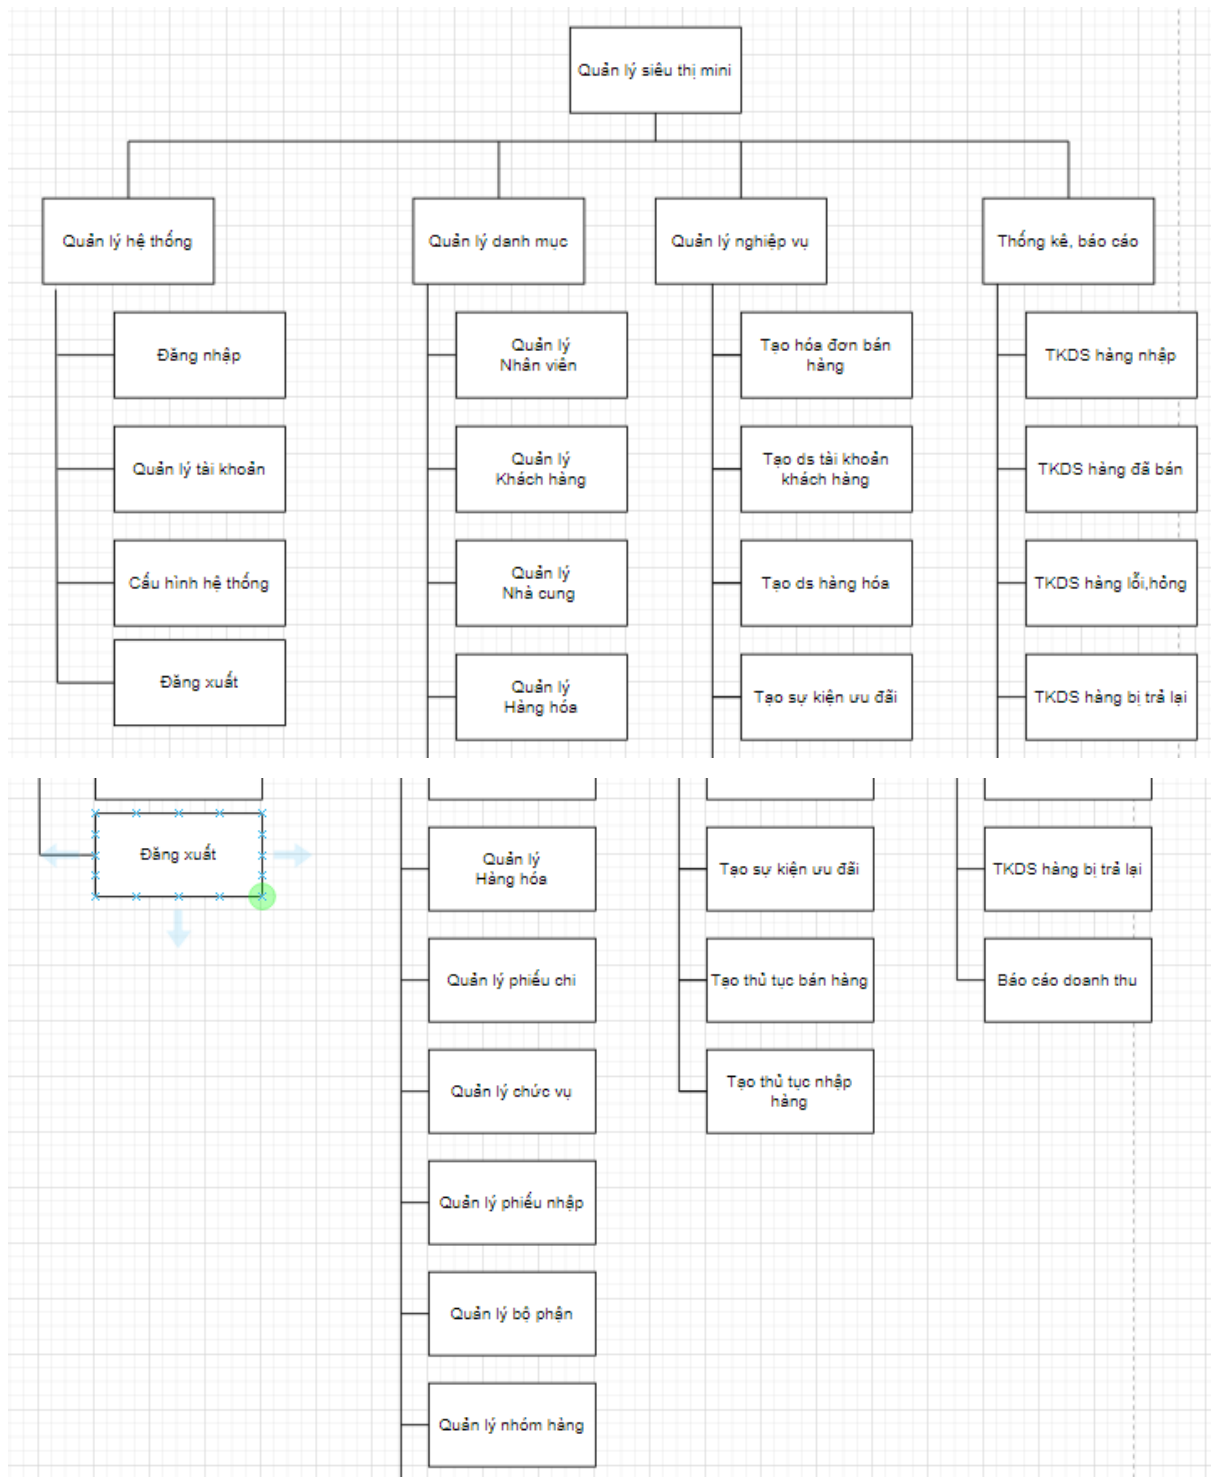 Quản lý siêu thị mini
Quản lý hệ thống
Quản lý danh mục
Quản lý nghiệp vụ
Thống kê, báo cáo
Đăng nhập
Quản lý
Nhân viên
Tạo hóa đơn bán
hàng
TKDS hàng nhập
Quản lý tài khoản
Quản lý
Khách hàng
Tạo ds tài khoản
khách hàng
TKDS hàng đã bán
Cấu hình hệ thống
Quản lý
Nhà cung
Tạo ds hàng hóa
TKDS hàng lỗi,hỏng
Đăng xuất
Quản lý
Hàng hóa
Tạo sự kiện ưu đãi
TKDS hàng bị trả lại
Đăng xuất
Quản lý
Hàng hóa
Tạo sự kiện ưu đãi
TKDS hàng bị trả lại
Quản lý phiếu chi
Tạo thủ tục bán hàng
Báo cáo doanh thu
Quản lý chức vụ
Tạo thủ tục nhập
hàng
Quản lý phiếu nhập
Quản lý bộ phận
Quản lý nhóm hàng